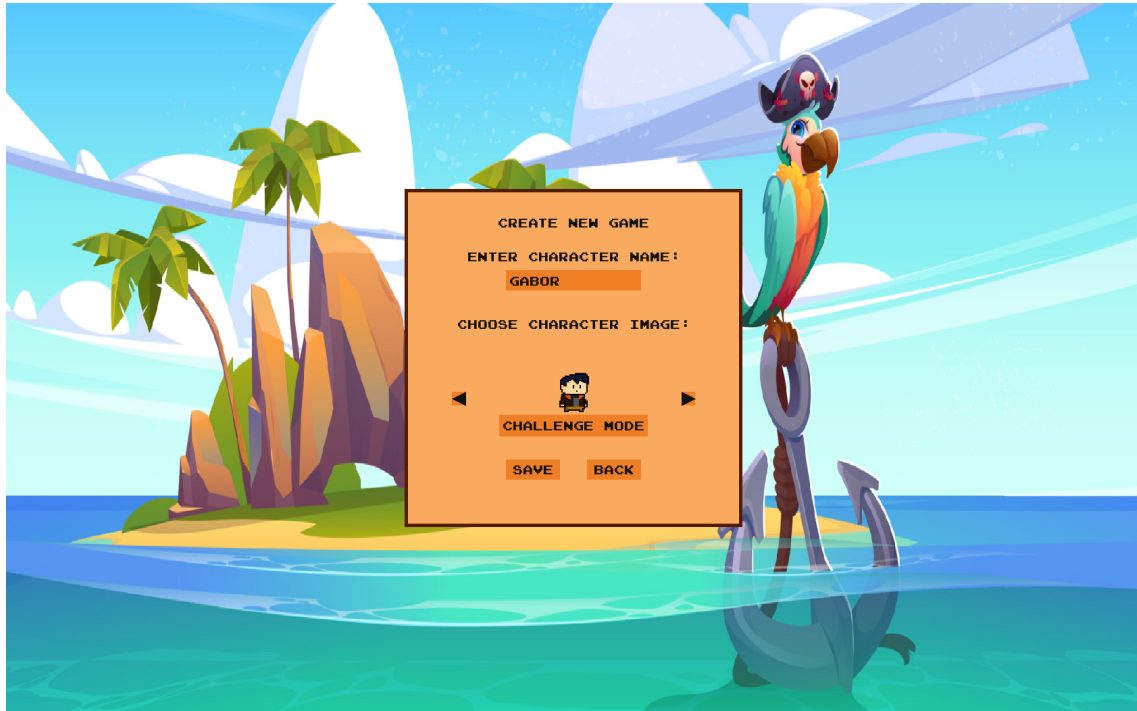 CREATE NEW GAME
ENTER CHARACTER NAME:
GABOR
CHOOSE CHARACTER IMAGE:
CHALLENGE MODE
SAVE BACK